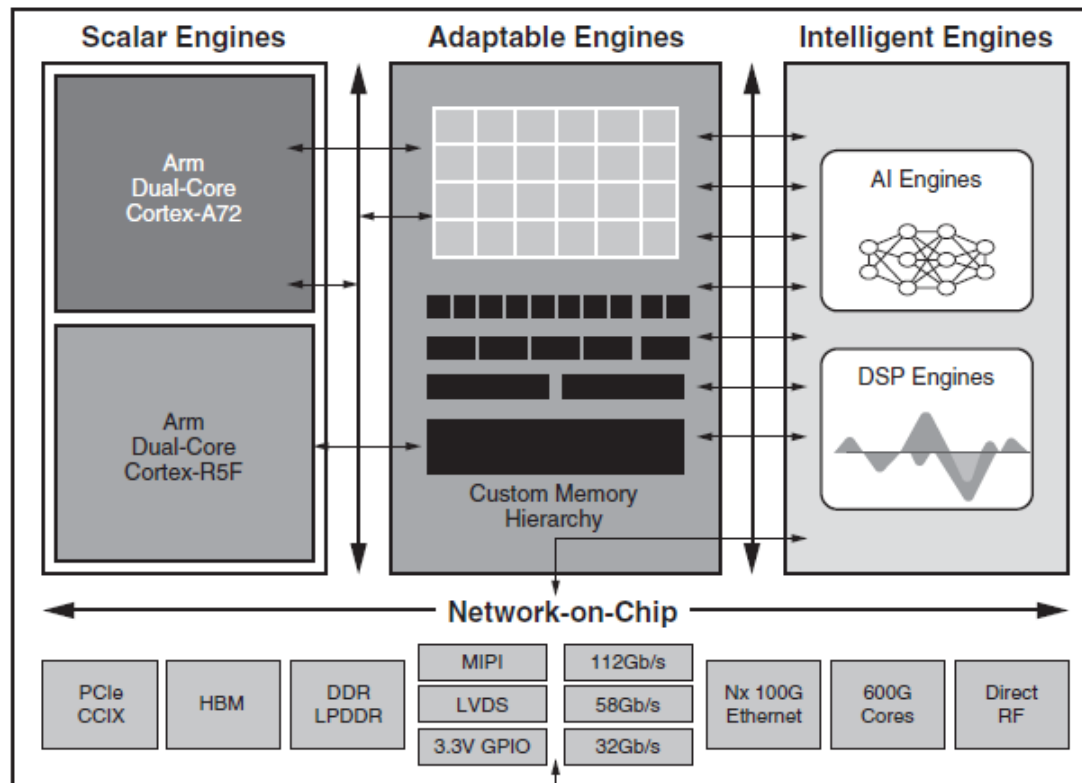 Scalar Engines
Adaptable Engines
Intelligent Engines
Arm
Dual-Core
Cortex-A72
Arm
Dual-Core
Cortex-R5F
Custom Memory
Hierarchy
AI Engines
DSP Engines
Network-on-Chip
PCIe
CCIX
HBM
DDR
LPDDR
MIPI
LVDS
3.3V GPIO
112Gb/s
58Gb/s
32Gb/s
Nx 100G
Ethernet
600G
Cores
Direct
RF